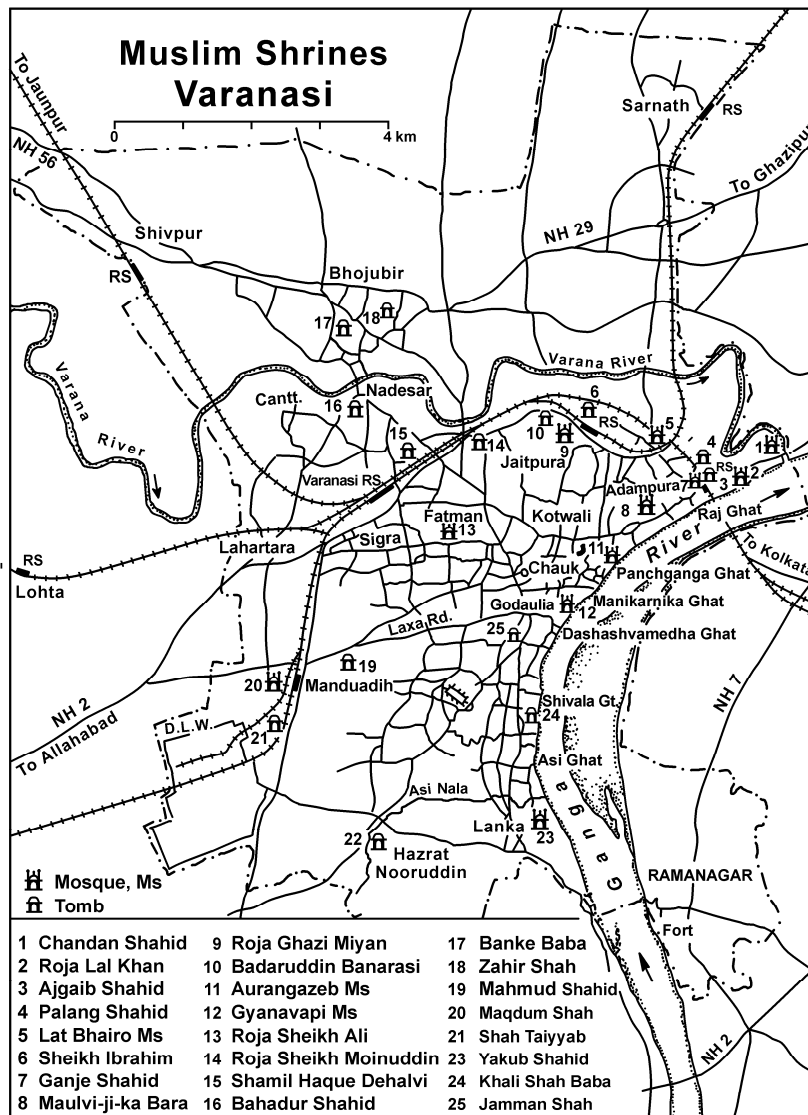 Muslim Shrines
Varanasi
0 4 km
To Jaunpur
NH 56
Sarnath
RS
To Ghazipur
Shivpur
NH 29
RS
Bhojubir
17
18
Varana River
Varana
River
Nadesar
Cantt.
16
6
RS
5
10
9
1
15
14
Jaitpura
4
RS
2
Varanasi RS
Adampura
7
3
8
Raj Ghat
Fatman
13
Kotwali
Sigra
Lahartara
River
To Kolkata
RS
Lohta
Chauk
11
Panchganga Ghat
Godaulia
12
Manikarnika Ghat
Laxa Rd.
25
Dashashvamedha Ghat
19
20
Manduadih
NH 2
To Allahabad
D.L.W.
21
Shivala Gt.
24
NH 7
Asi Ghat
Asi Nala
Lanka
23
22
Hazrat
Nooruddin
Ganga
RAMANAGAR
Fort
NH 2
Mosque, Ms
Tomb
1 Chandan Shahid
2 Roja Lal Khan
3 Ajgaib Shahid
4 Palang Shahid
5 Lat Bhairo Ms
6 Sheikh Ibrahim
7 Ganje Shahid
8 Maulvi-ji-ka Bara
9 Roja Ghazi Miyan
10 Badaruddin Banarasi
11 Aurangazeb Ms
12 Gyanavapi Ms
13 Roja Sheikh Ali
14 Roja Sheikh Moinuddin
15 Shamil Haque Dehalvi
16 Bahadur Shahid
17 Banke Baba
18 Zahir Shah
19 Mahmud Shahid
20 Maqdum Shah
21 Shah Taiyyab
23 Yakub Shahid
24 Khali Shah Baba
25 Jamman Shah